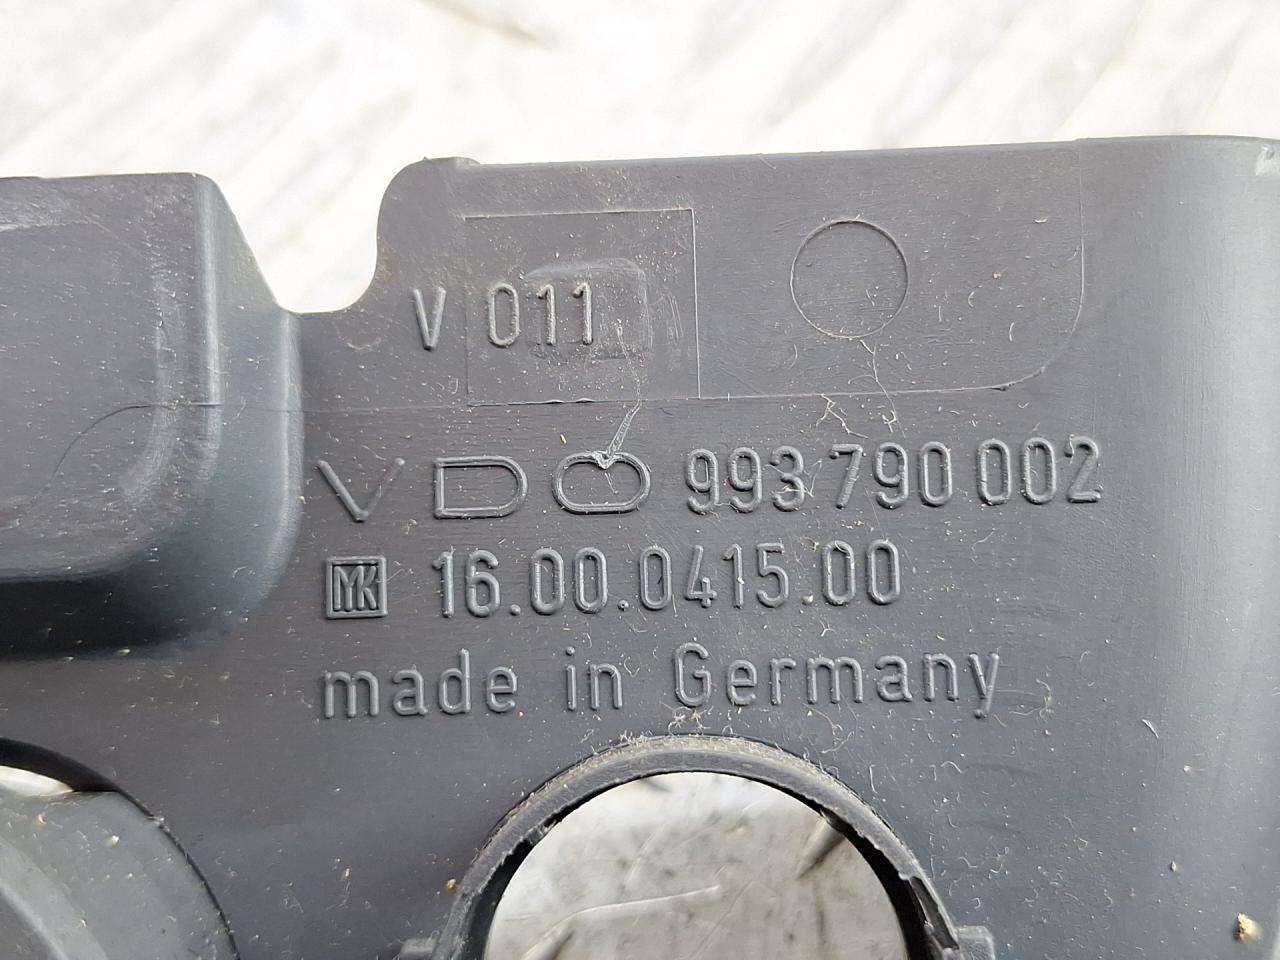 V 011
VDO 993 790 002
MK 16.00.0415.00
made in Germany